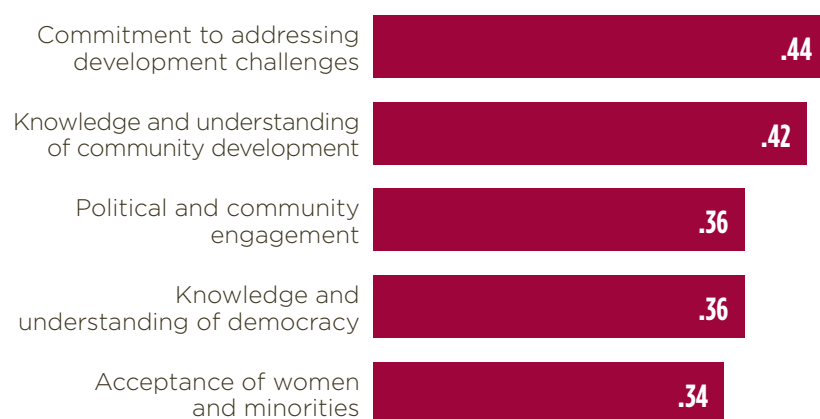 Commitment to addressing
development challenges
.44
Knowledge and understanding
of community development
.42
Political and community
engagement
.36
Knowledge and
understanding of democracy
.36
Acceptance of women
and minorities
.34